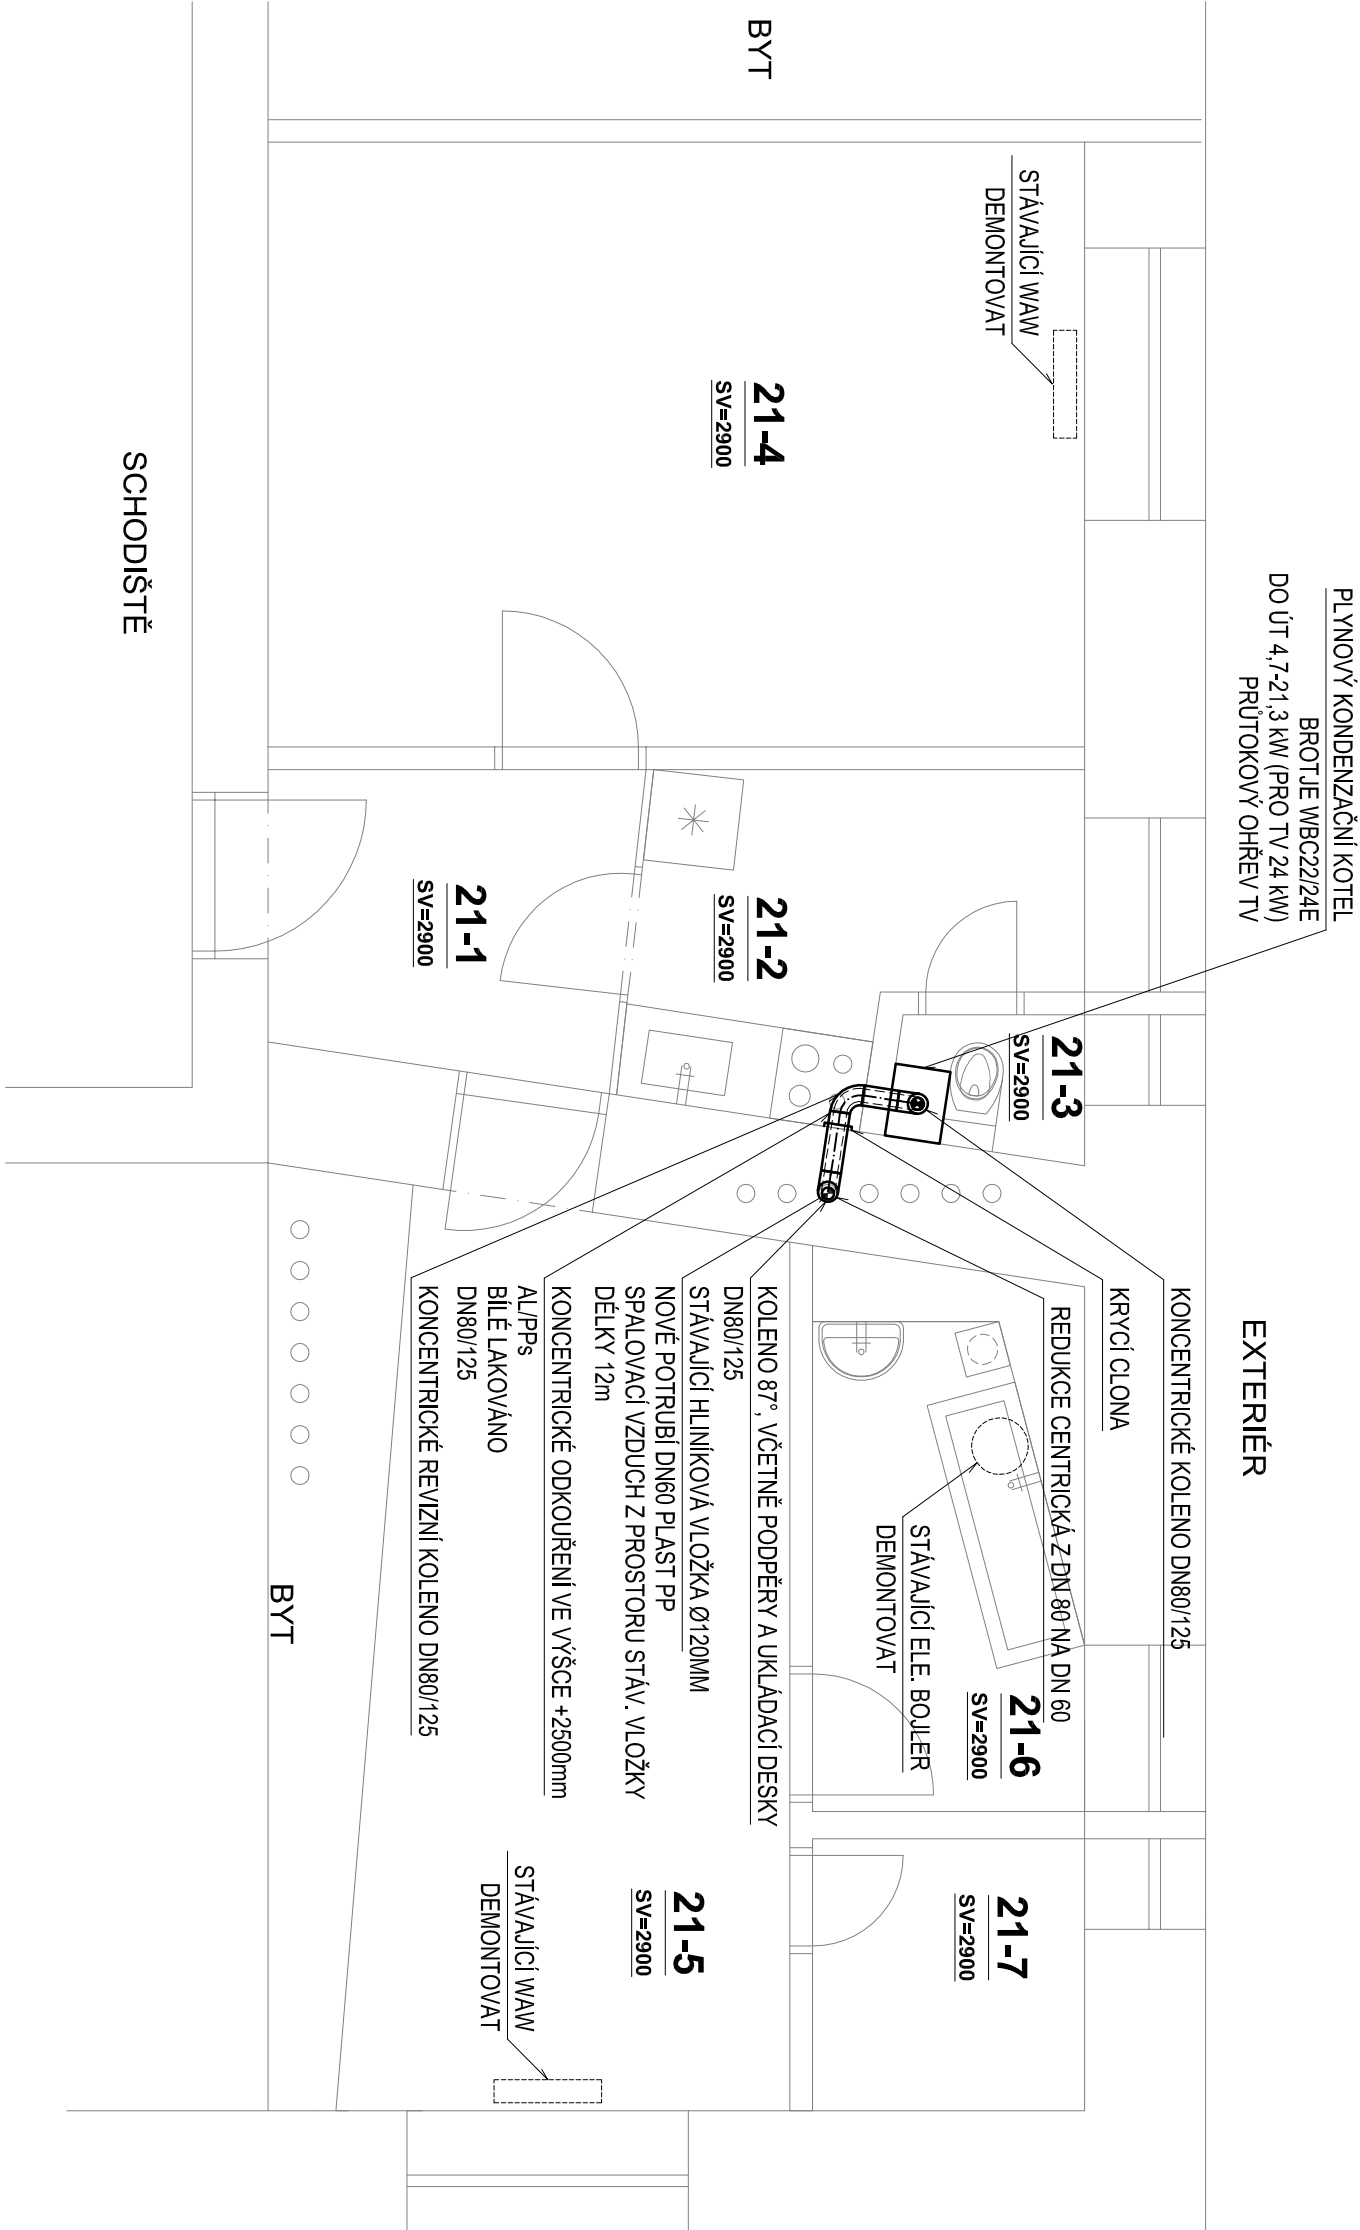 PLYNOVÝ KONDENZAČNÍ KOTEL
BROTJE WBC22/24E
DO ÚT 4,7-21,3 kW (PRO TV 24 kW)
PRŮTOKOVÝ OHŘEV TV
EXTERIÉR
BYT
STÁVAJÍCÍ WAW
DEMONTOVAT
21-4
SV=2900
SCHODIŠTĚ
21-1
SV=2900
21-2
SV=2900
21-3
SV=2900
KONCENTRICKÉ KOLENO DN80/125
KRYCÍ CLONA
REDUKCE CENTRICKÁ Z DN 80 NA DN 60
STÁVAJÍCÍ ELE. BOJLER
DEMONTOVAT
21-6
SV=2900
KOLENO 87°, VČETNĚ PODPĚRY A UKLÁDACÍ DESKY
DN80/125
STÁVAJÍCÍ HLINÍKOVÁ VLOŽKA Ø120MM
NOVÉ POTRUBÍ DN60 PLAST PP
SPALOVACÍ VZDUCH Z PROSTORU STÁV. VLOŽKY
DÉLKY 12m
KONCENTRICKÉ ODKOUŘENÍ VE VÝŠCE +2500mm
AL/PPs
BÍLÉ LAKOVÁNO
DN80/125
KONCENTRICKÉ REVIZNÍ KOLENO DN80/125
BYT
21-7
SV=2900
21-5
SV=2900
STÁVAJÍCÍ WAW
DEMONTOVAT